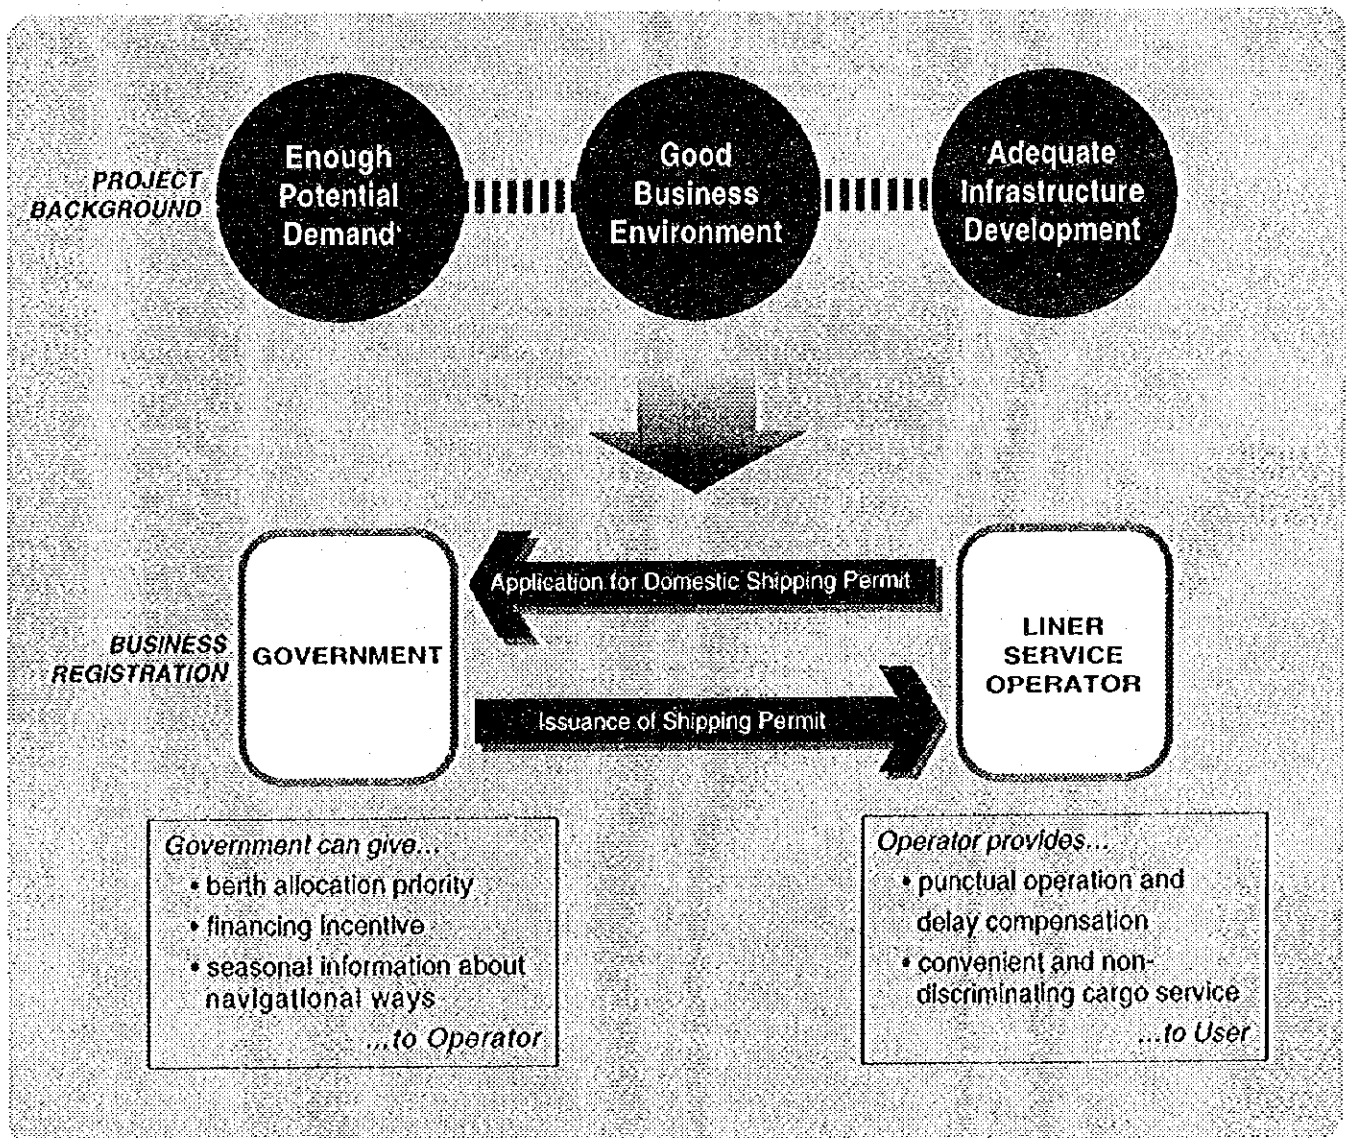 PROJECT
BACKGROUND
Enough
Potential
Demand
Good
Business
Environment
Adequate
Infrastructure
Development
Application for Domestic Shipping Permit
BUSINESS
REGISTRATION
GOVERNMENT
LINER
SERVICE
OPERATOR
Issuance of Shipping Permit
Government can give...
• berth allocation priority
• financing incentive
• seasonal information about
navigational ways
...to Operator
Operator provides...
• punctual operation and
delay compensation
• convenient and non-
discriminating cargo service
...to User